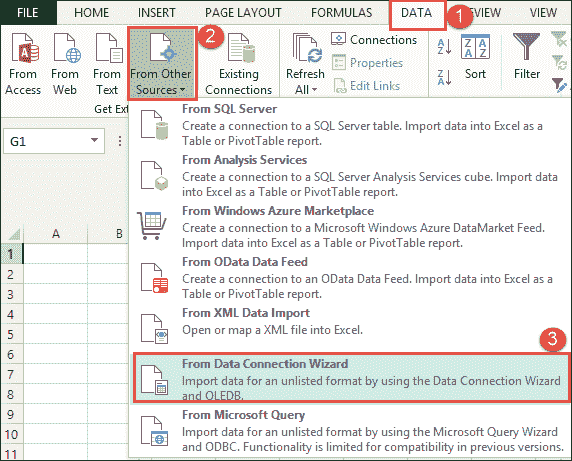 FILE HOME INSERT PAGE LAYOUT FORMULAS DATA 1 EVIEW VIEW
2
From Access
From Web
From Text
From Other Sources
Existing Connections
Refresh All
Connections
Properties
Edit Links
A Z
Z A
Z A
A Z
Sort
Filter
Get Ext
G1
From SQL Server
Create a connection to a SQL Server table. Import data into Excel as a
Table or PivotTable report.
From Analysis Services
Create a connection to a SQL Server Analysis Services cube. Import data
into Excel as a Table or PivotTable report.
From Windows Azure Marketplace
Create a connection to a Microsoft Windows Azure DataMarket Feed.
Import data into Excel as a Table or PivotTable report.
From OData Data Feed
Create a connection to an OData Data Feed. Import data into Excel as a
Table or PivotTable report.
From XML Data Import
Open or map a XML file into Excel.
3
From Data Connection Wizard
Import data for an unlisted format by using the Data Connection Wizard
and OLEDB.
From Microsoft Query
Import data for an unlisted format by using the Microsoft Query Wizard
and ODBC. Functionality is limited for compatibility in previous versions.
A B
1
2
3
4
5
6
7
8
9
10
11